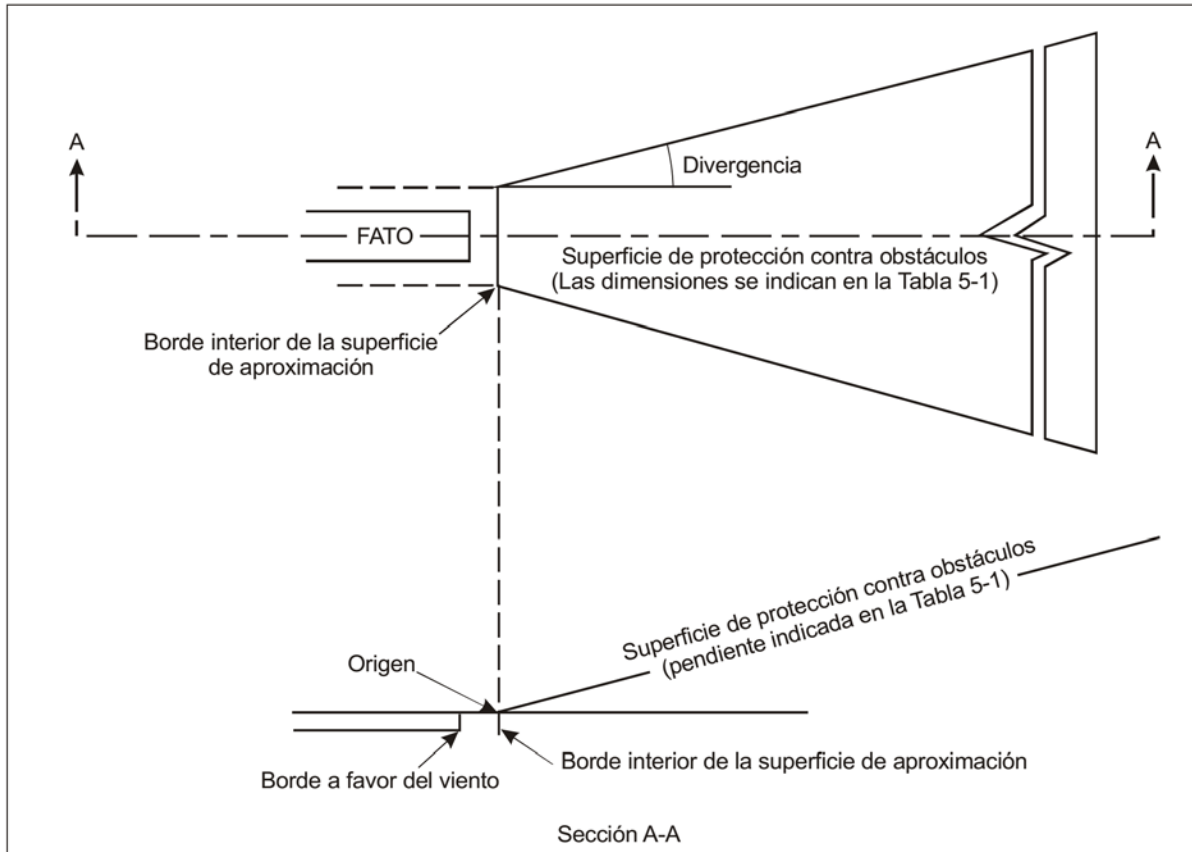 A
A
Divergencia
FATO
Superficie de protección contra obstáculos
(Las dimensiones se indican en la Tabla 5-1)
Borde interior de la superficie
de aproximación
Superficie de protección contra obstáculos
(pendiente indicada en la Tabla 5-1)
Origen
Borde interior de la superficie de aproximación
Borde a favor del viento
Sección A-A